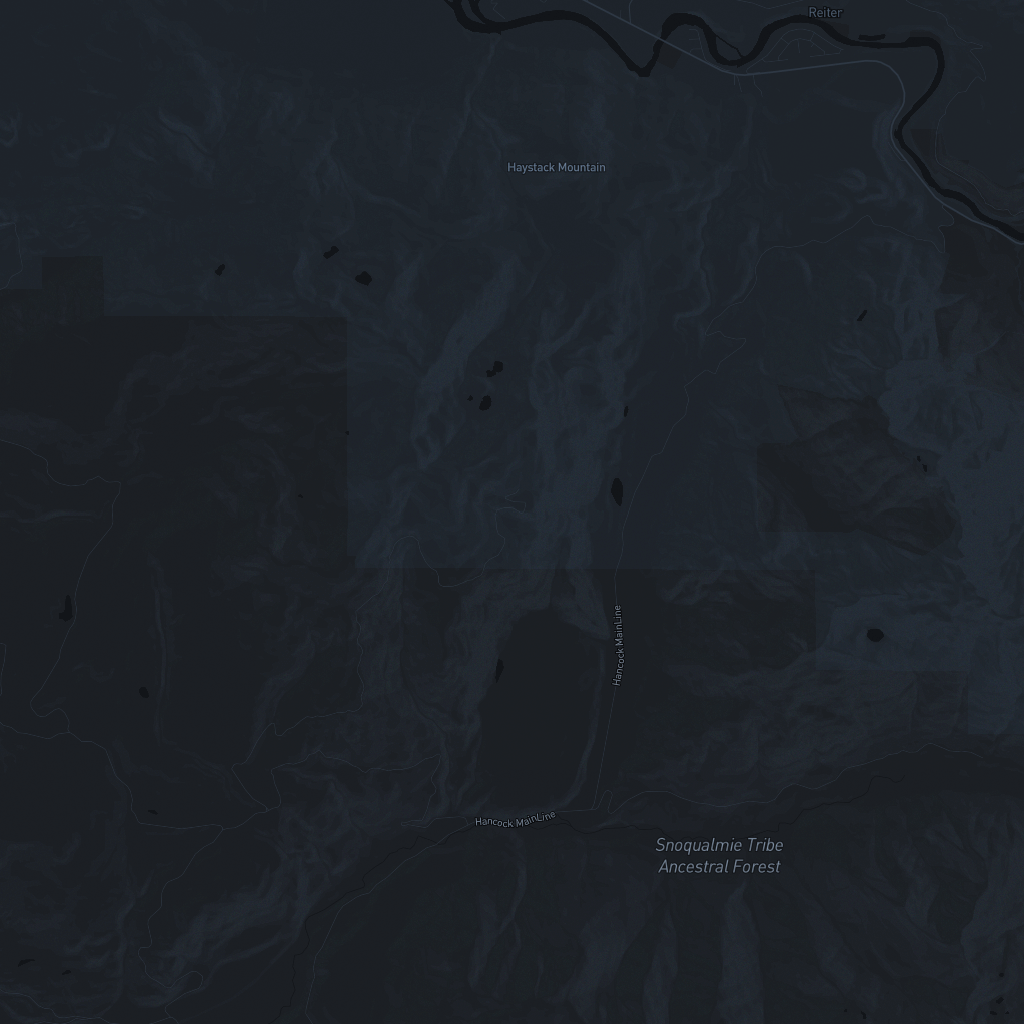 Reiter
Haystack Mountain
Hancock MainLine
Hancock MainLine
Snoqualmie Tribe
Ancestral Forest